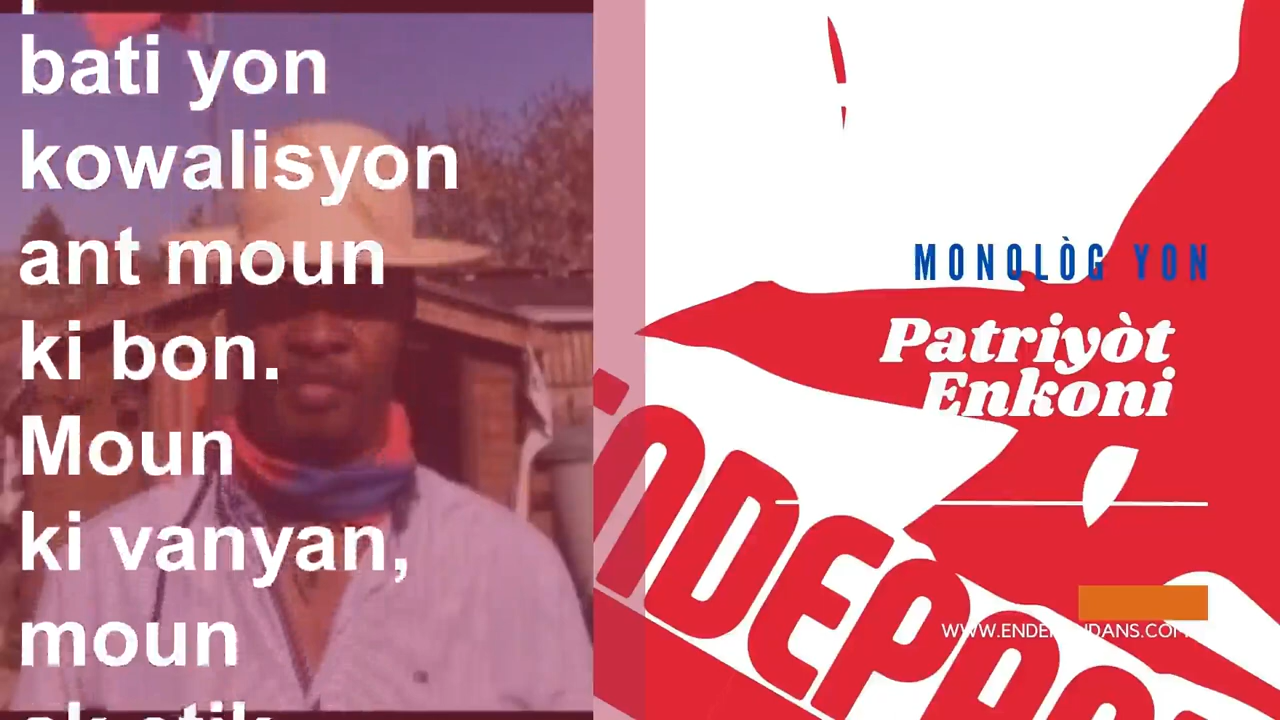 bati yon
kowalisyon
ant moun
ki bon.
Moun
ki vanyan,
moun
MONOLÒG YON
Patriyòt
Enkoni